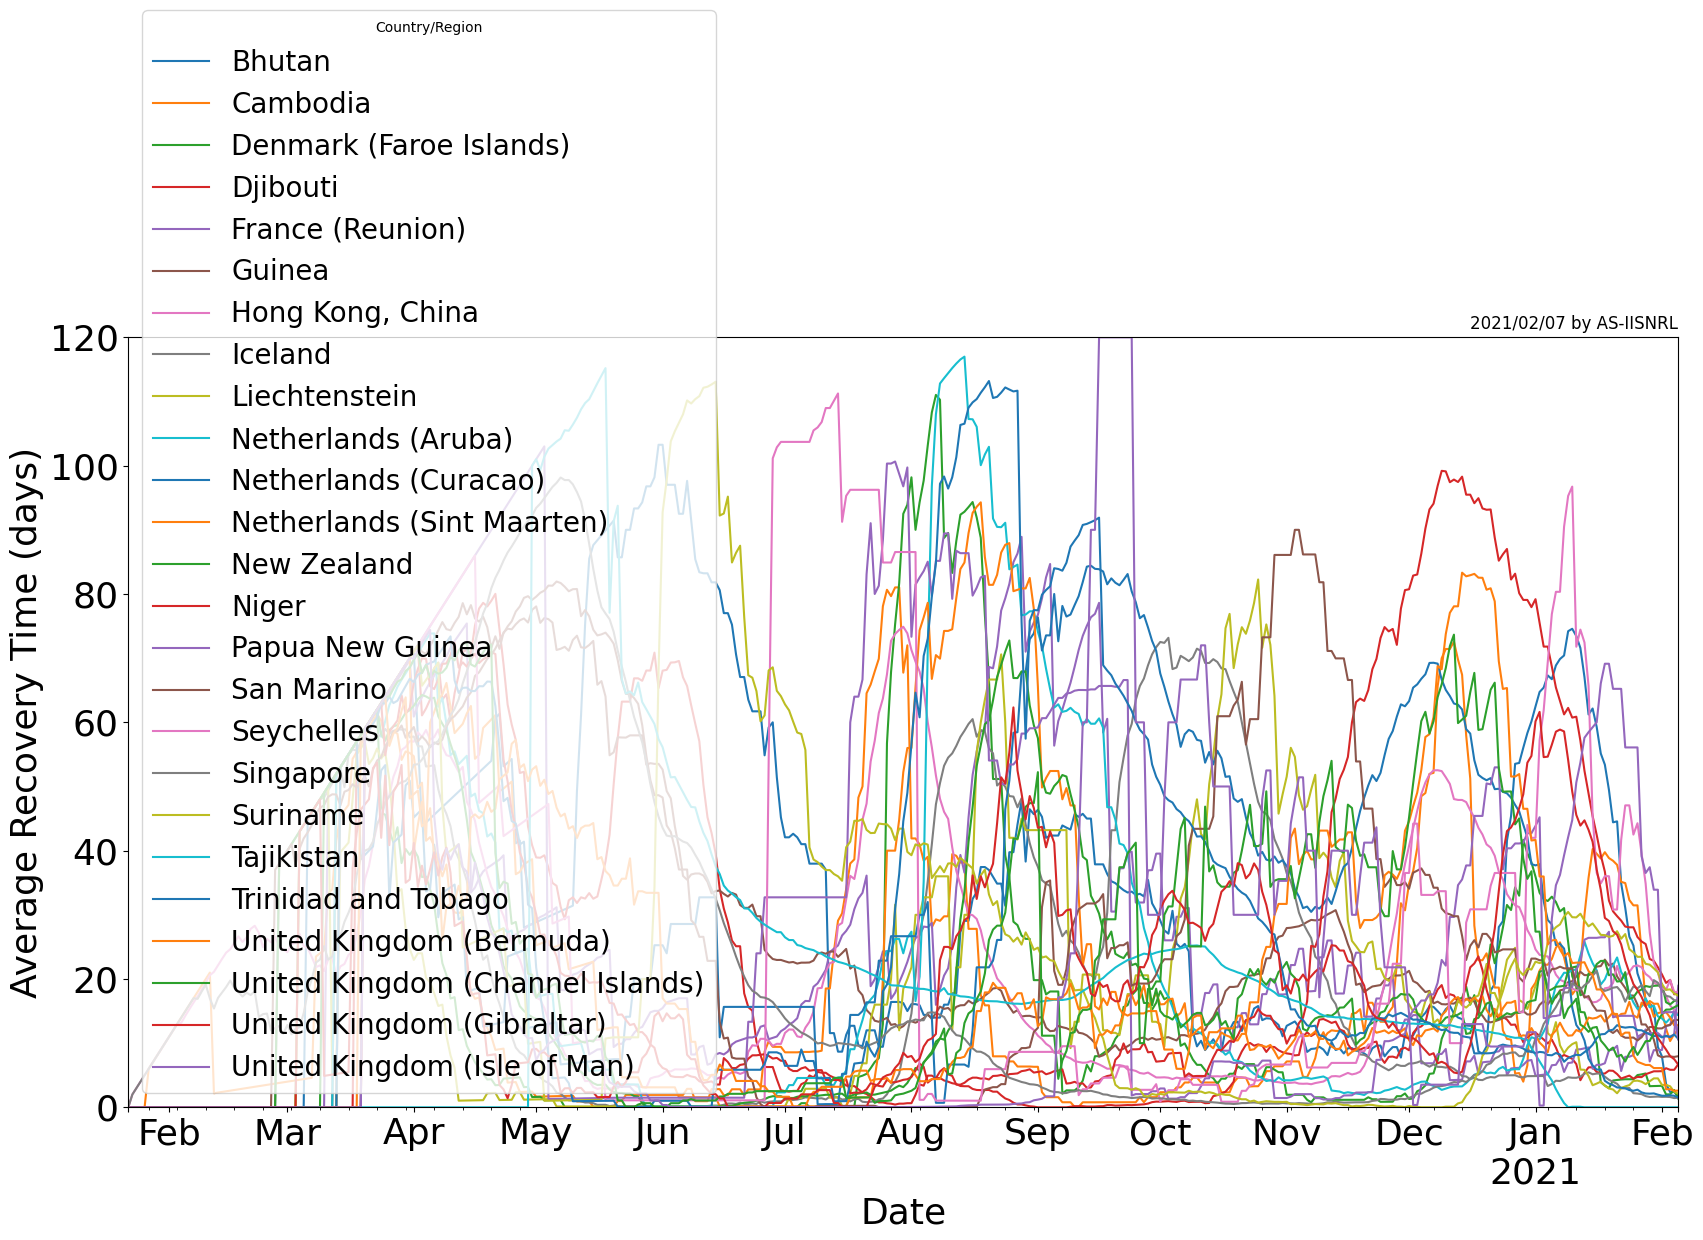 Country/Region
Bhutan
Cambodia
Denmark (Faroe Islands)
Djibouti
France (Reunion)
Guinea
Hong Kong, China
Iceland
Liechtenstein
Netherlands (Aruba)
Netherlands (Curacao)
Netherlands (Sint Maarten)
New Zealand
Niger
Papua New Guinea
San Marino
Seychelles
Singapore
Suriname
Tajikistan
Trinidad and Tobago
United Kingdom (Bermuda)
United Kingdom (Channel Islands)
United Kingdom (Gibraltar)
United Kingdom (Isle of Man)
2021/02/07 by AS-IISNRL
Average Recovery Time (days)
120
100
80
60
40
20
0
Feb Mar Apr May Jun Jul Aug Sep Oct Nov Dec Jan Feb
2021
Date